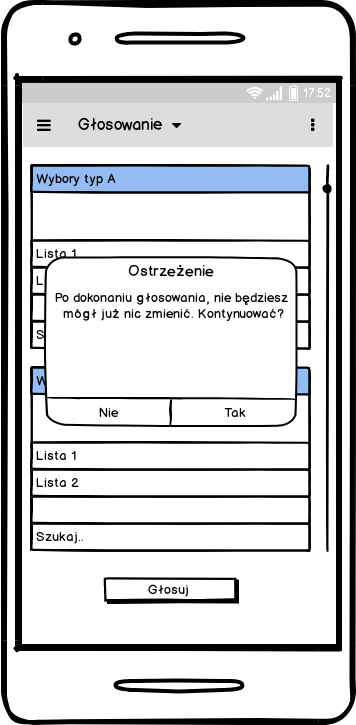 17:52
Głosowanie
Wybory typ A
Lista 1
L
S
Ostrzeżenie
Po dokonaniu głosowania, nie będziesz
mógł już nic zmienić. Kontynuować?
Nie
Tak
W
Lista 1
Lista 2
Szukaj..
Głosuj